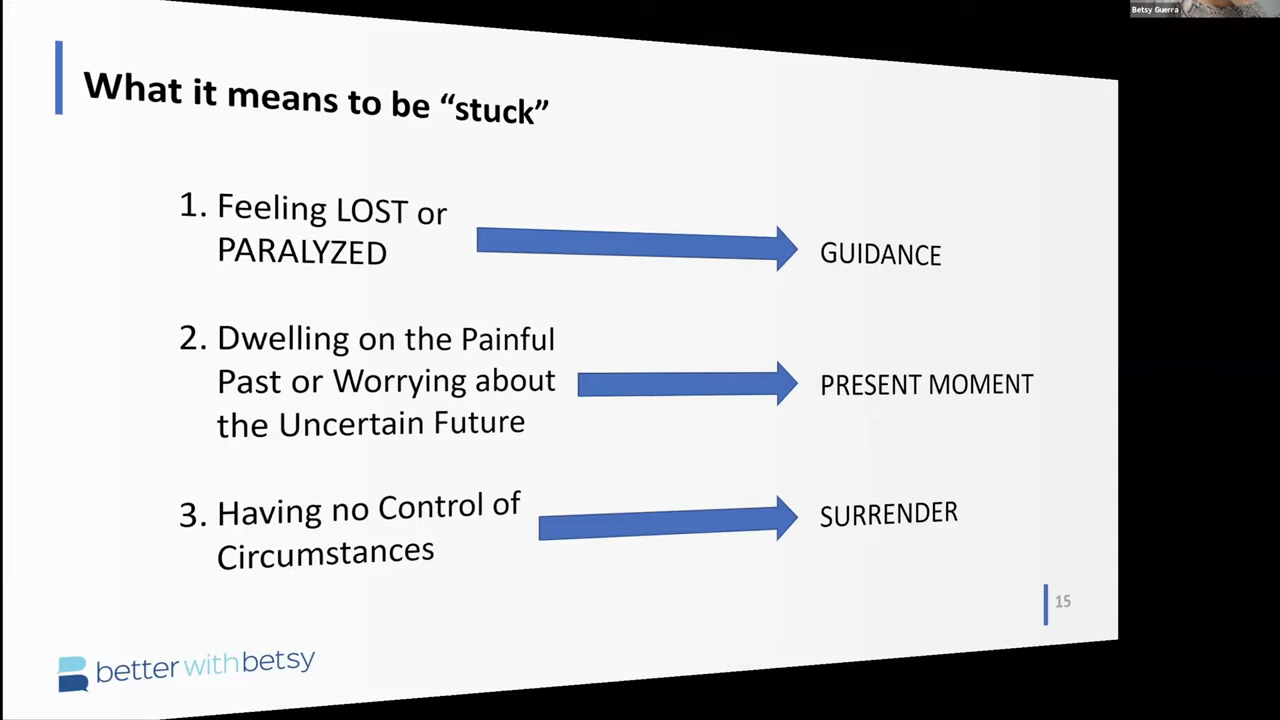 Betsy Guerra
What it means to be “stuck”
1. Feeling LOST or
PARALYZED
GUIDANCE
2. Dwelling on the Painful
Past or Worrying about
the Uncertain Future
PRESENT MOMENT
3. Having no Control of
Circumstances
SURRENDER
15
better with betsy